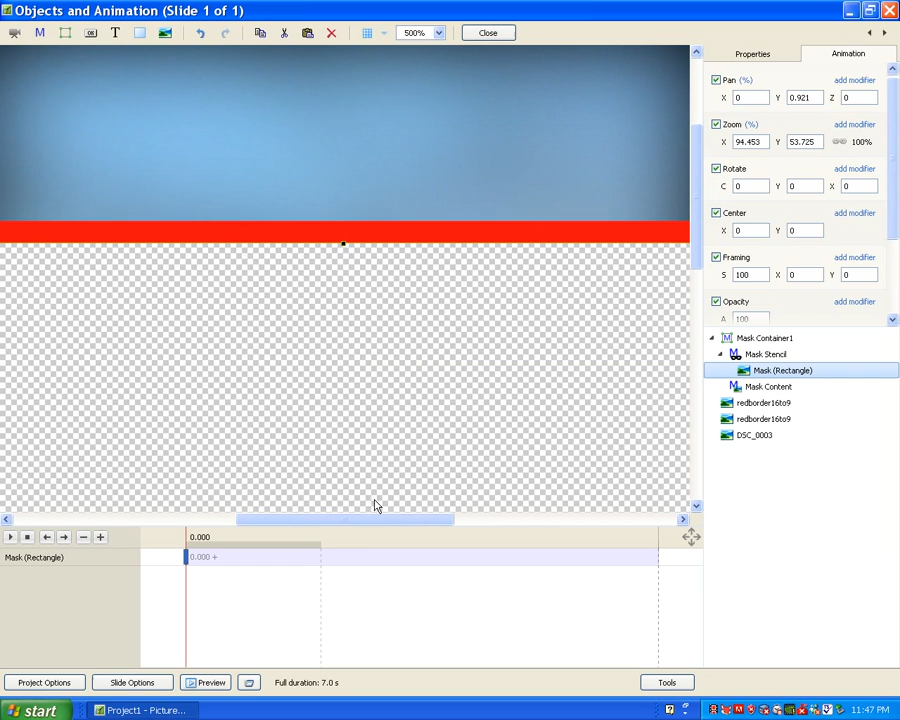 Objects and Animation (Slide 1 of 1)
M OK T 500% Close
Properties Animation
Pan (%) add modifier
X 0 Y 0.921 Z 0
Zoom (%) add modifier
X 94.453 Y 53.725 100%
Rotate add modifier
C 0 Y 0 X 0
Center add modifier
X 0 Y 0
Framing add modifier
S 100 X 0 Y 0
Opacity add modifier
A 100
Mask Container1
Mask Stencil
Mask (Rectangle)
Mask Content
redborder16to9
redborder16to9
DSC_0003
0.000
Mask (Rectangle) 0.000 +
Project Options Slide Options Preview Full duration: 7.0 s Tools
start Project1 - Picture... 11:47 PM